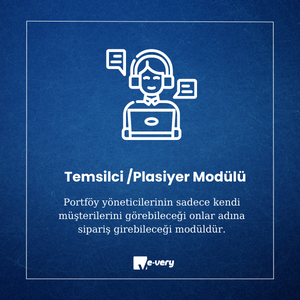 Temsilci /Plasiyer Modülü
Portföy yöneticilerinin sadece kendi
müşterilerini görebileceği onlar adına
sipariş girebileceği modüldür.
e-very